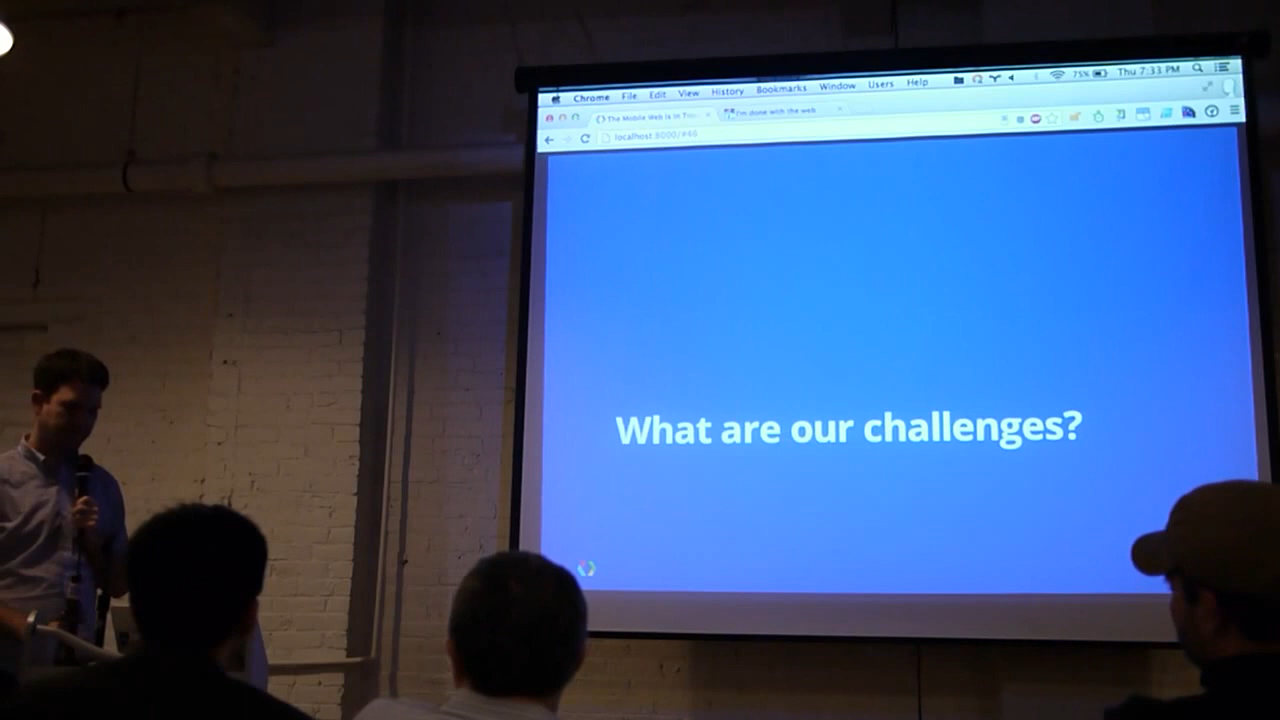 Chrome File Edit View History Bookmarks Window Users Help 75% Thu 7:33 PM
The Mobile Web Is In I'm done with the web
localhost:8000/#46
What are our challenges?